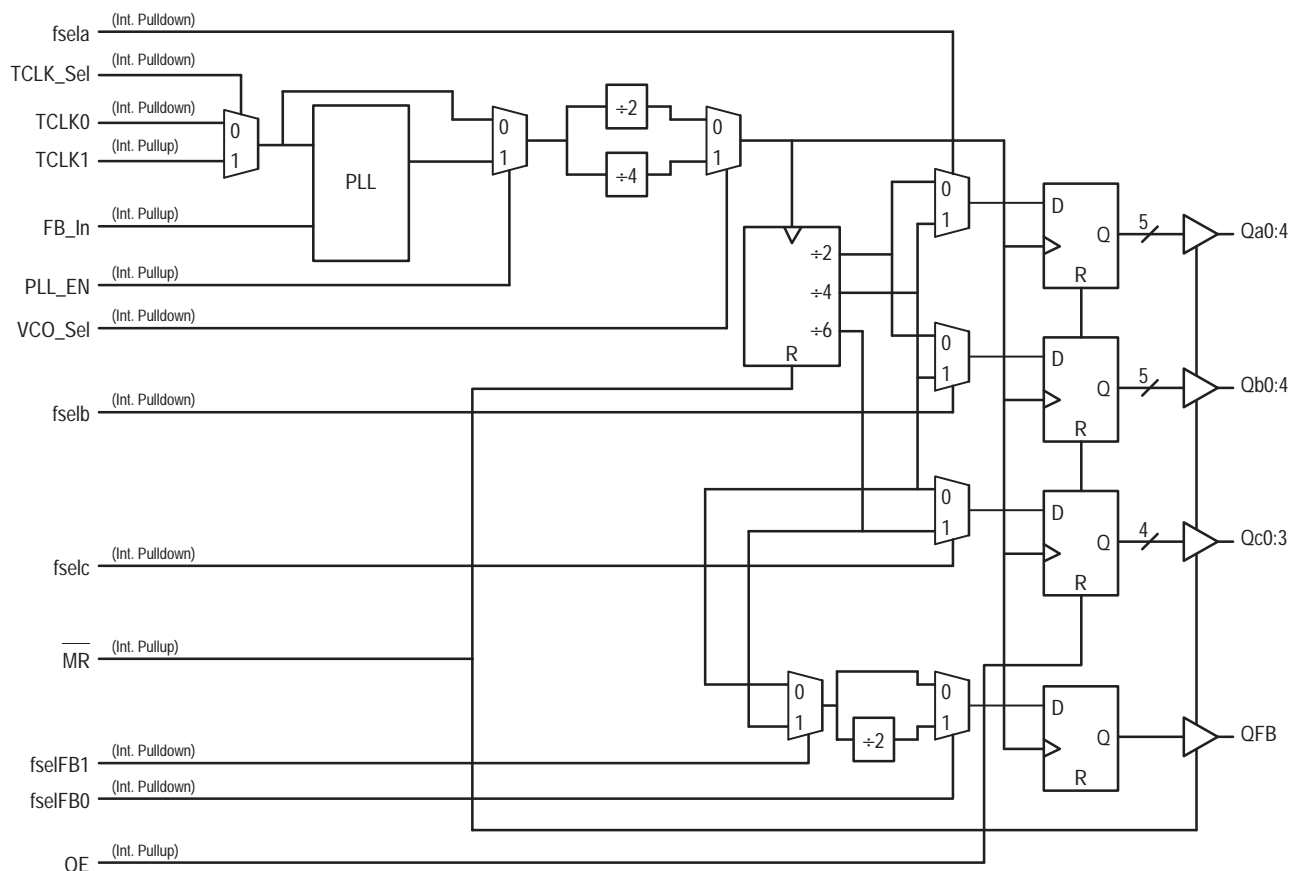 fsela (Int. Pulldown)
TCLK_Sel (Int. Pulldown)
TCLK0 (Int. Pulldown)
TCLK1 (Int. Pullup)
FB_In (Int. Pullup)
PLL_EN (Int. Pullup)
VCO_Sel (Int. Pulldown)
fselb (Int. Pulldown)
fselc (Int. Pulldown)
MR (Int. Pullup)
fselFB1 (Int. Pulldown)
fselFB0 (Int. Pulldown)
OE (Int. Pullup)
0
1
PLL
0
1
÷2
÷4
0
1
÷2
÷4
÷6
R
0
1
D
Q
R
5
Qa0:4
0
1
D
Q
R
5
Qb0:4
0
1
D
Q
R
4
Qc0:3
0
1
÷2
0
1
D
Q
R
QFB